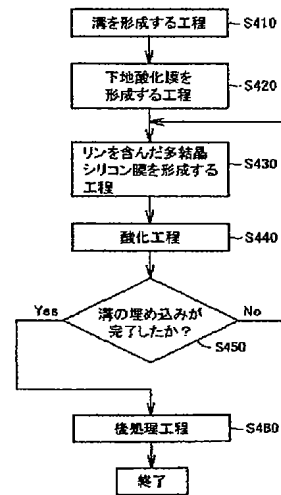 溝を形成する工程
S410
下地酸化膜を
形成する工程
S420
リンを含んだ多結晶
シリコン膜を形成する
工程
S430
酸化工程
S440
Yes
溝の埋め込みが
完了したか？
No
S450
後処理工程
S460
終了